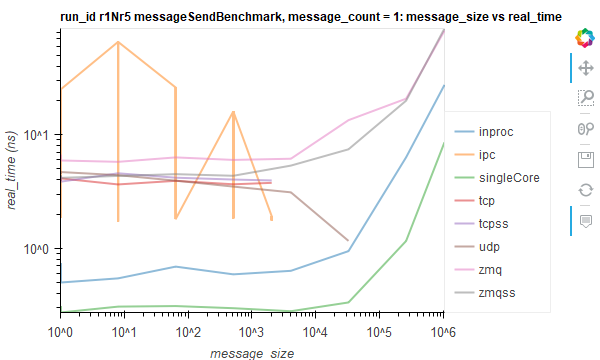 run_id r1Nr5 messageSendBenchmark, message_count = 1: message_size vs real_time
real_time (ns)
10^1
10^0
10^0
10^1
10^2
10^3
10^4
10^5
10^6
message_size
inproc
ipc
singleCore
tcp
tcpss
udp
zmq
zmqss